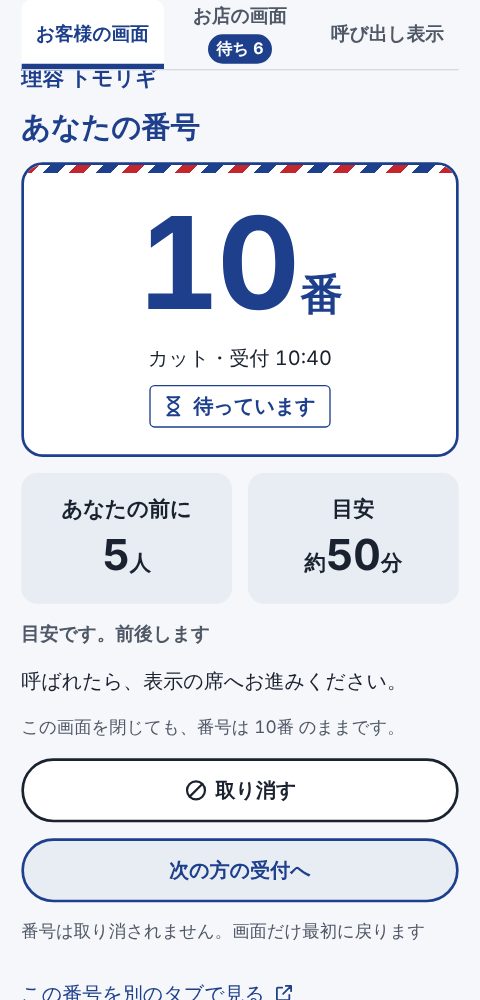 お客様の画面
お店の画面
待ち 6
呼び出し表示
理容 トモリギ
あなたの番号
10番
カット・受付 10:40
待っています
あなたの前に
5人
目安
約50分
目安です。前後します
呼ばれたら、表示の席へお進みください。
この画面を閉じても、番号は 10番 のままです。
取り消す
次の方の受付へ
番号は取り消されません。画面だけ最初に戻ります
この番号を別のタブで見る